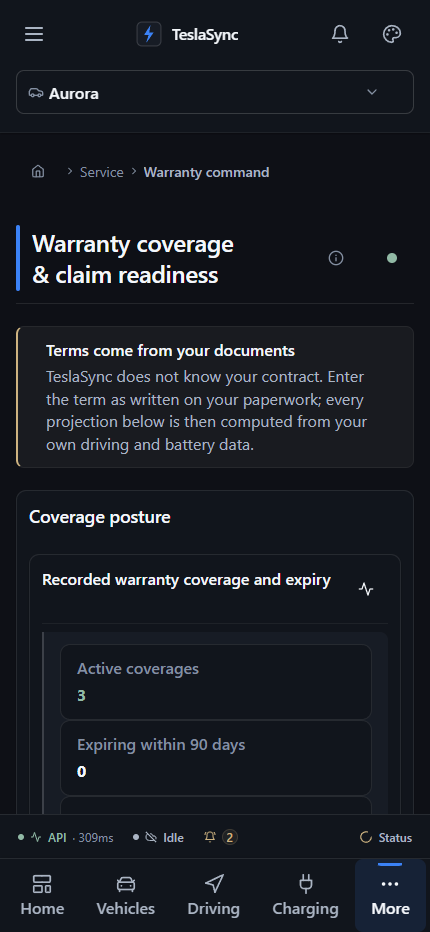 TeslaSync
Aurora
Service
Warranty command
Warranty coverage
& claim readiness
Terms come from your documents
TeslaSync does not know your contract. Enter
the term as written on your paperwork; every
projection below is then computed from your
own driving and battery data.
Coverage posture
Recorded warranty coverage and expiry
Active coverages
3
Expiring within 90 days
0
API · 309ms
Idle
2
Status
Home
Vehicles
Driving
Charging
More